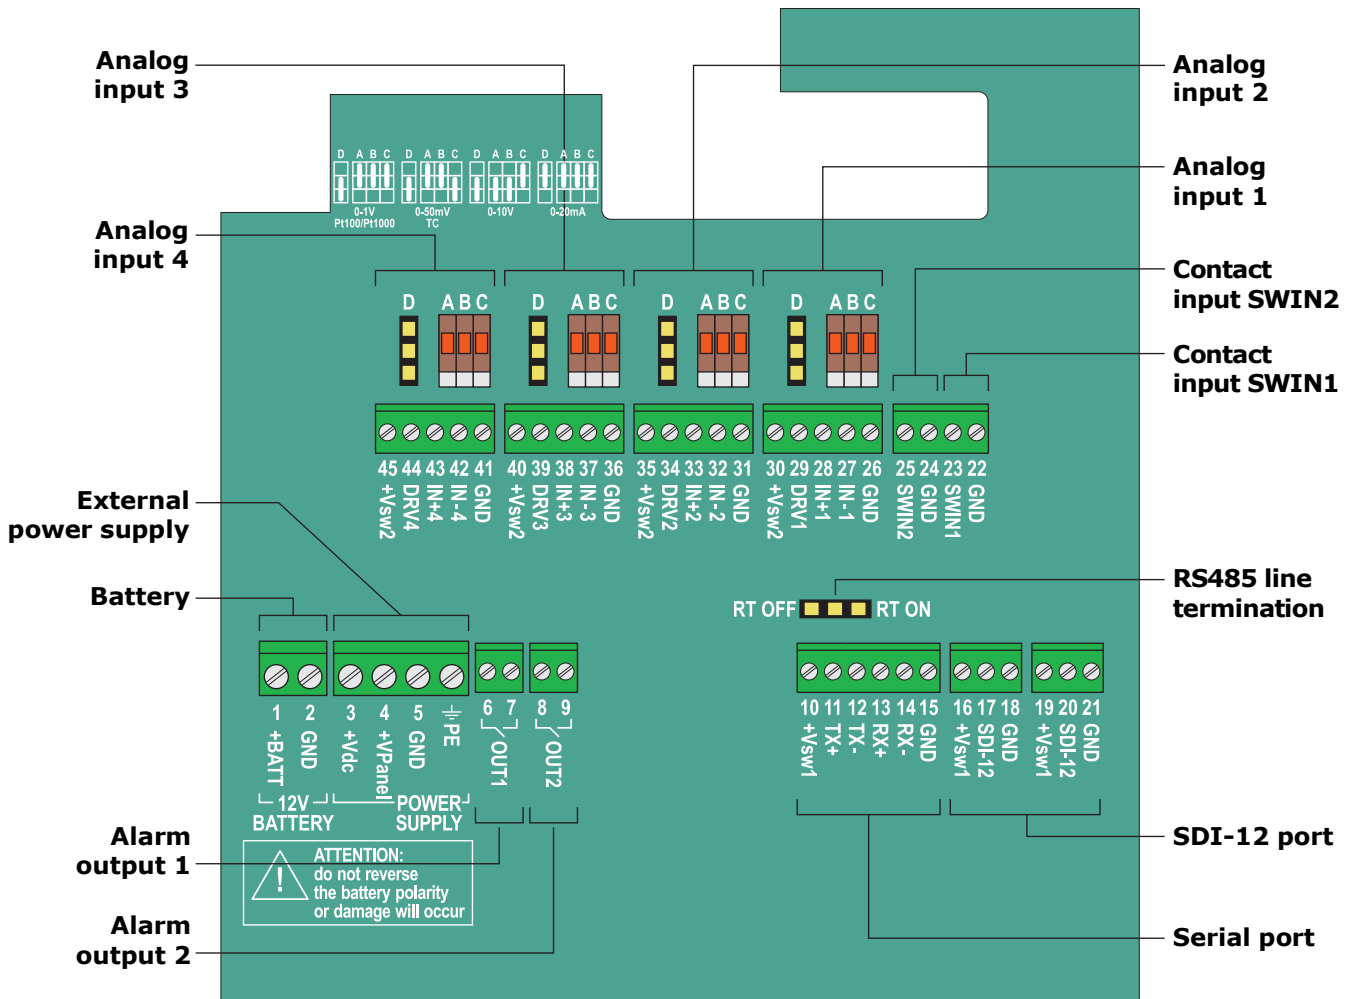 Analog
input 3
Analog
input 4
External
power supply
Battery
Alarm
output 1
Alarm
output 2
Analog
input 2
Analog
input 1
Contact
input SWIN2
Contact
input SWIN1
RS485 line
termination
SDI-12 port
Serial port
D A B C D A B C D A B C D A B C
0-1V 0-50mV 0-10V 0-20mA
Pt100/Pt1000 TC
D A B C D A B C D A B C D A B C
45 44 43 42 41 40 39 38 37 36 35 34 33 32 31 30 29 28 27 26 25 24 23 22
+Vsw2 DRV4 IN+4 IN-4 GND +Vsw2 DRV3 IN+3 IN-3 GND +Vsw2 DRV2 IN+2 IN-2 GND +Vsw2 DRV1 IN+1 IN-1 GND SWIN2 GND SWIN1 GND
RT OFF RT ON
1 2 3 4 5 6 7 8 9 10 11 12 13 14 15 16 17 18 19 20 21
+BATT GND +Vdc +VPanel GND PE OUT1 OUT2 +Vsw1 TX+ TX- RX+ RX- GND +Vsw1 SDI-12 GND +Vsw1 SDI-12 GND
12V POWER
BATTERY SUPPLY
!
ATTENTION:
do not reverse
the battery polarity
or damage will occur